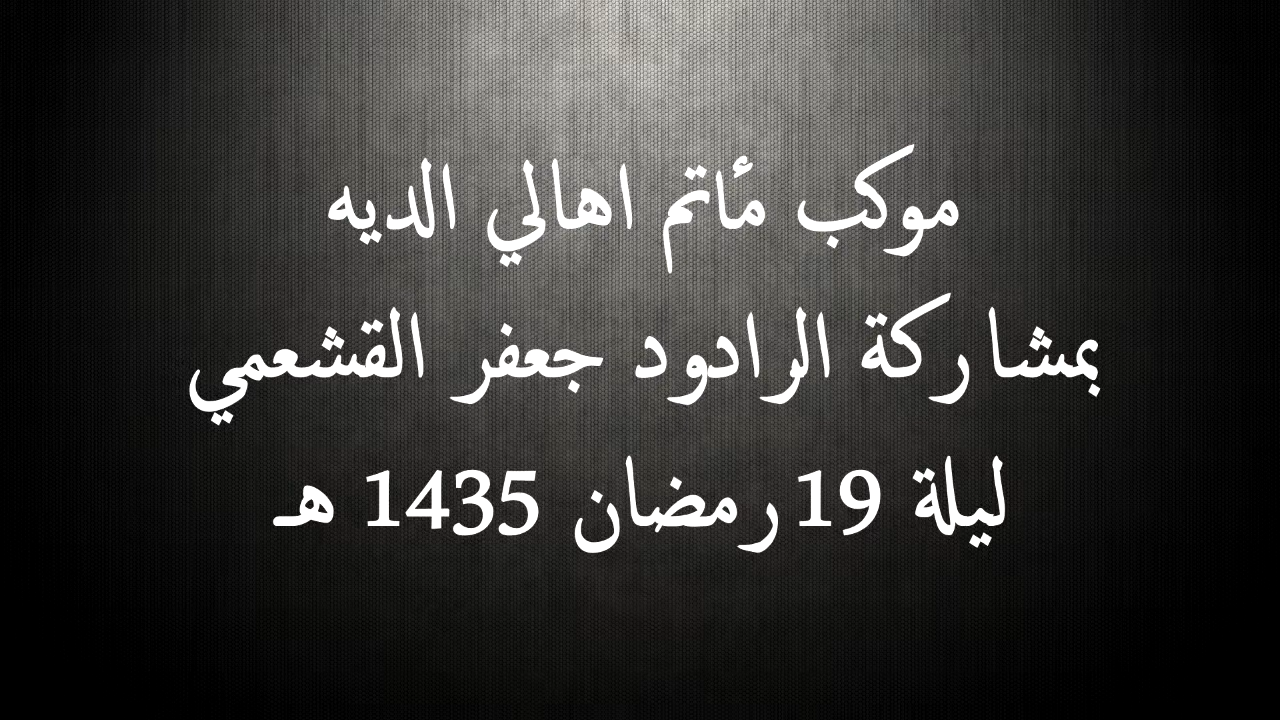 موكب مأتم اهالي الديه
بمشاركة الرادود جعفر القشعمي
ليلة 19 رمضان 1435 هـ